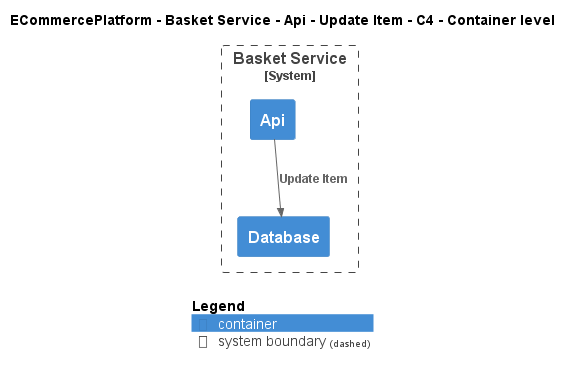 ECommercePlatform - Basket Service - Api - Update Item - C4 - Container level
Basket Service
[System]
Api
Update Item
Database
Legend
container
system boundary (dashed)